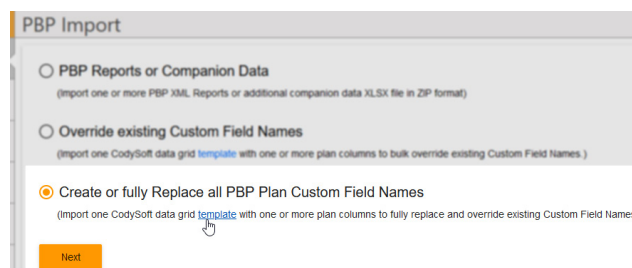 PBP Import
PBP Reports or Companion Data
(Import one or more PBP XML Reports or additional companion data XLSX file in ZIP format)
Override existing Custom Field Names
(Import one CodySoft data grid template with one or more plan columns to bulk override existing Custom Field Names.)
Create or fully Replace all PBP Plan Custom Field Names
(Import one CodySoft data grid template with one or more plan columns to fully replace and override existing Custom Field Names
Next